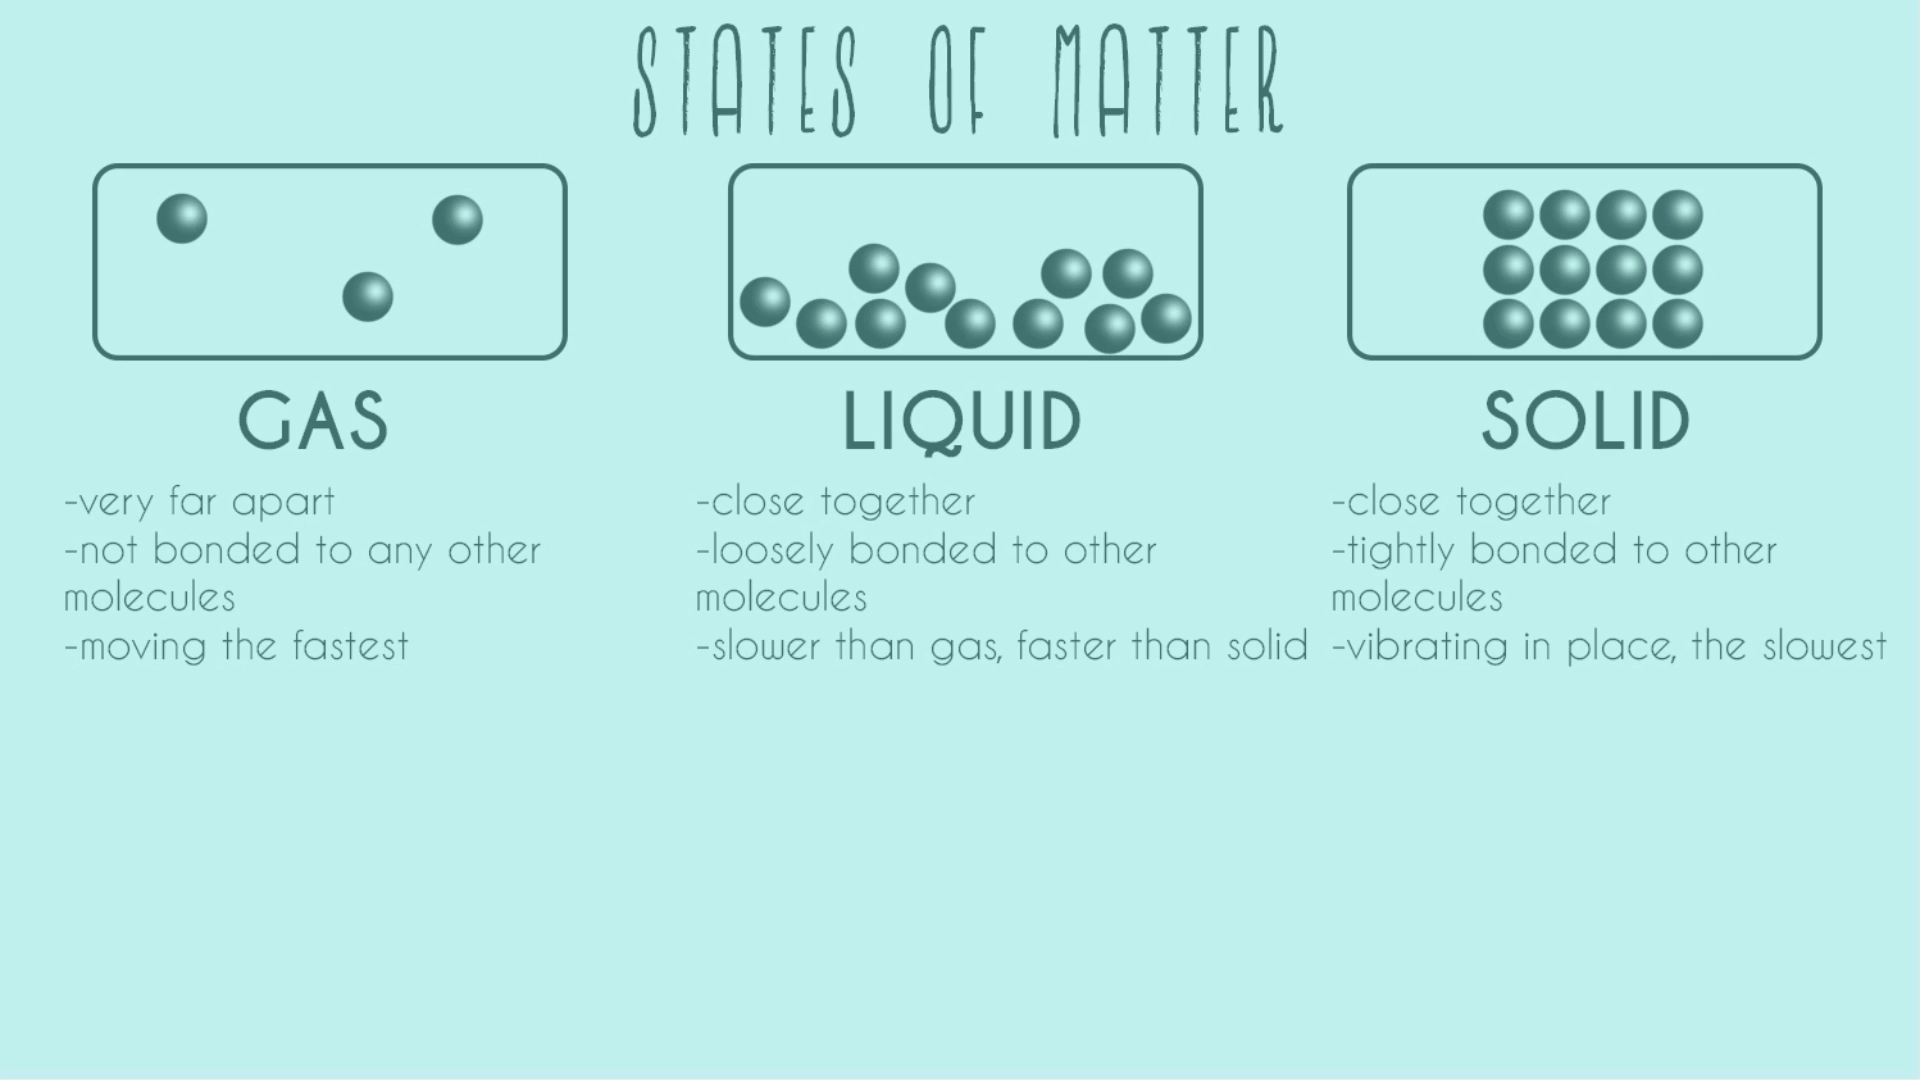 STATES OF MATTER
GAS
-very far apart
-not bonded to any other
molecules
-moving the fastest
LIQUID
-close together
-loosely bonded to other
molecules
-slower than gas, faster than solid
SOLID
-close together
-tightly bonded to other
molecules
-vibrating in place, the slowest